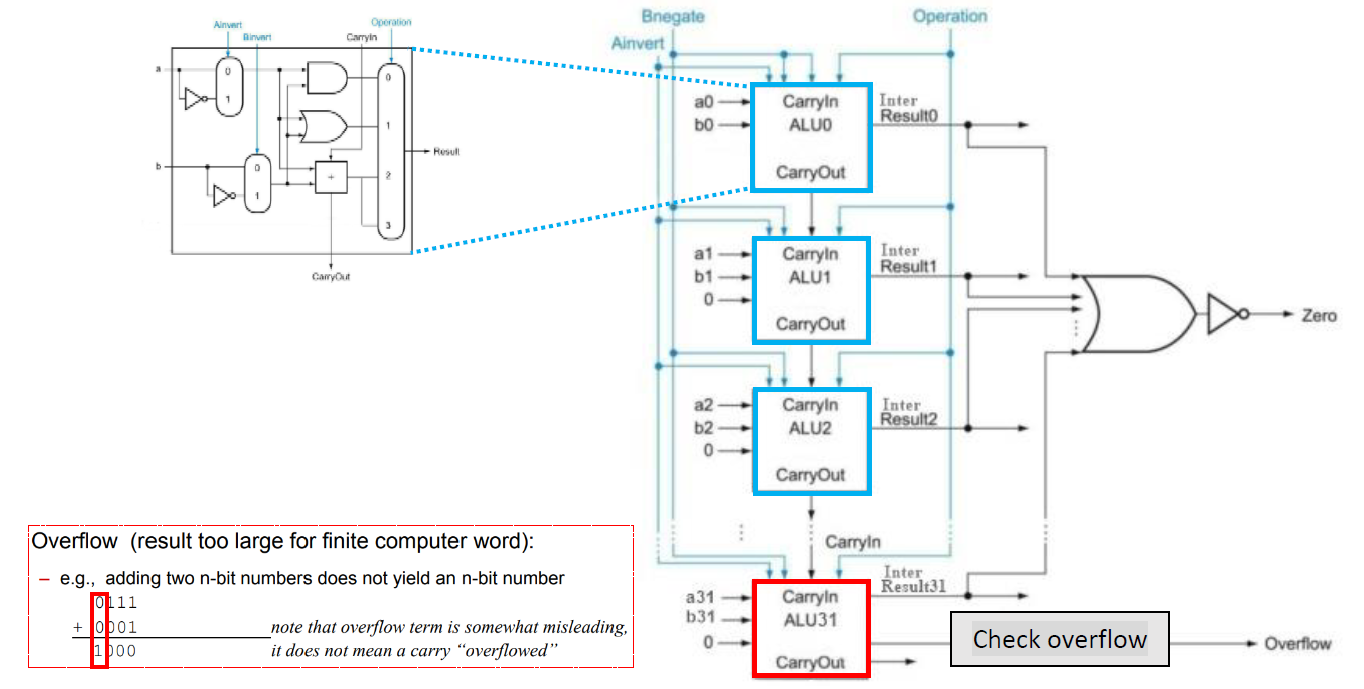 Ainvert
Binvert
Operation
CarryIn
a
0
1
b
0
1
+
0
1
2
3
Result
CarryOut
Bnegate
Operation
Ainvert
a0
b0
CarryIn
ALU0
CarryOut
Inter
Result0
a1
b1
0
CarryIn
ALU1
CarryOut
Inter
Result1
Zero
a2
b2
0
CarryIn
ALU2
CarryOut
Inter
Result2
CarryIn
a31
b31
0
CarryIn
ALU31
CarryOut
Inter
Result31
Check overflow
Overflow
Overflow (result too large for finite computer word):
– e.g., adding two n-bit numbers does not yield an n-bit number
0111
+ 0001 note that overflow term is somewhat misleading,
1000 it does not mean a carry “overflowed”